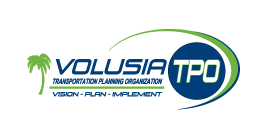 VOLUSIA TPO
TRANSPORTATION PLANNING ORGANIZATION
VISION - PLAN - IMPLEMENT